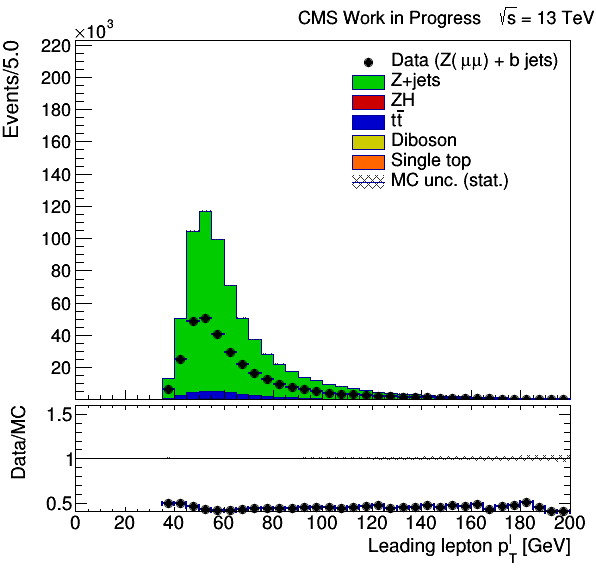 CMS Work in Progress √s = 13 TeV
×10³
Events/5.0
220
200
180
160
140
120
100
80
60
40
20
Data (Z(μμ) + b jets)
Z+jets
ZH
tt̅
Diboson
Single top
MC unc. (stat.)
Data/MC
1.5
1
0.5
0 20 40 60 80 100 120 140 160 180 200
Leading lepton p_T^l [GeV]